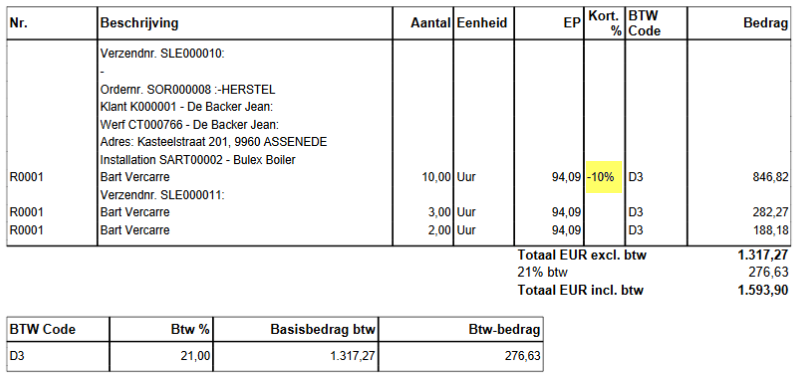 Nr. Beschrijving Aantal Eenheid EP Kort. % BTW Code Bedrag
Verzendnr. SLE000010:
-
Ordernr. SOR000008 :-HERSTEL
Klant K000001 - De Backer Jean:
Werf CT000766 - De Backer Jean:
Adres: Kasteelstraat 201, 9960 ASSENEDE
Installation SART00002 - Bulex Boiler
R0001 Bart Vercarre 10,00 Uur 94,09 -10% D3 846,82
Verzendnr. SLE000011:
R0001 Bart Vercarre 3,00 Uur 94,09 D3 282,27
R0001 Bart Vercarre 2,00 Uur 94,09 D3 188,18
Totaal EUR excl. btw 1.317,27
21% btw 276,63
Totaal EUR incl. btw 1.593,90
BTW Code Btw % Basisbedrag btw Btw-bedrag
D3 21,00 1.317,27 276,63